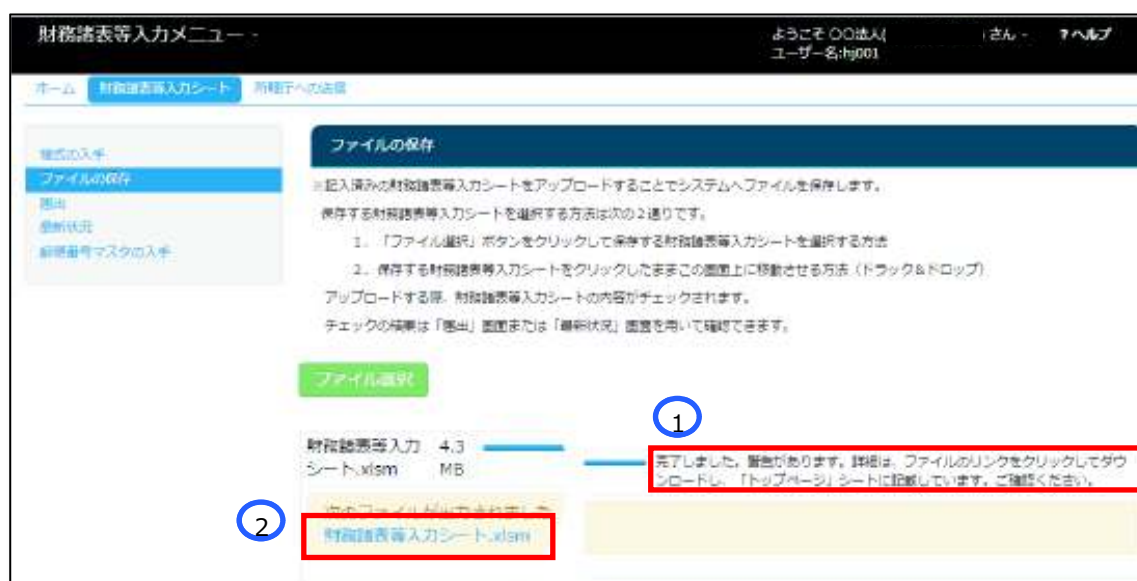 財務諸表等入力メニュー -
ようこそ 〇〇法人( さん - ?ヘルプ
ユーザー名:hj001
ホーム 財務諸表等入力シート 所轄庁への送信
様式の入手
ファイルの保存
届出
最新状況
郵便番号マスタの入手
ファイルの保存
※記入済みの財務諸表等入力シートをアップロードすることでシステムへファイルを保存します。
保存する財務諸表等入力シートを選択する方法は次の２通りです。
1. 「ファイル選択」ボタンをクリックして保存する財務諸表等入力シートを選択する方法
2. 保存する財務諸表等入力シートをクリックしたままこの画面上に移動させる方法（ドラック&ドロップ）
アップロードする際、財務諸表等入力シートの内容がチェックされます。
チェックの結果は「届出」画面または「最新状況」画面を用いて確認できます。
ファイル選択
1
財務諸表等入力 4.3
シート.xlsm MB
完了しました。警告があります。詳細は、ファイルのリンクをクリックしてダウ
ンロードし、「トップページ」シートに記載しています。ご確認ください。
2
次のファイルが出力されました
財務諸表等入力シート.xlsm